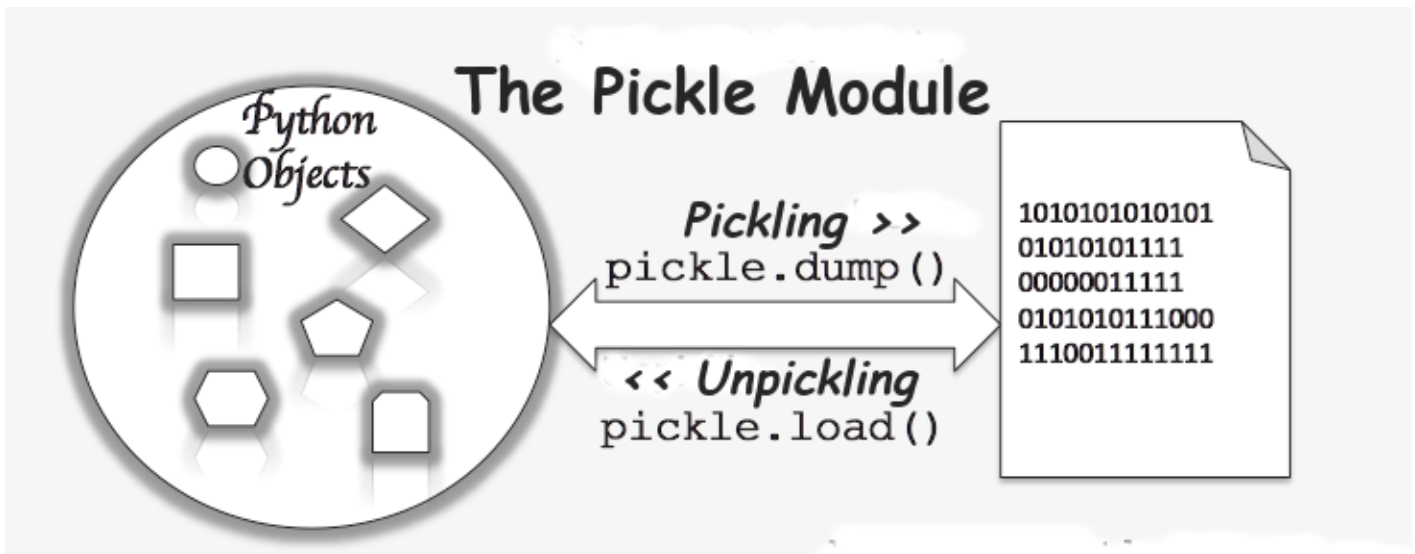 The Pickle Module
Python
Objects
Pickling >>
pickle.dump()
<< Unpickling
pickle.load()
1010101010101
01010101111
00000011111
0101010111000
1110011111111